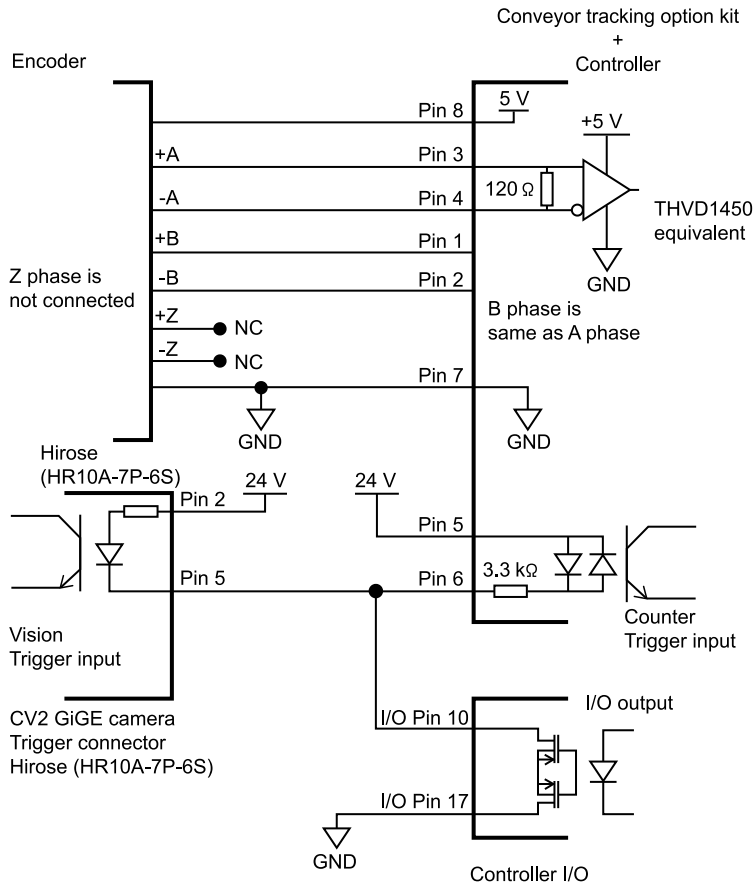 Conveyor tracking option kit
+
Controller
Encoder
Pin 8
5 V
+5 V
+A
Pin 3
120 Ω
-A
Pin 4
THVD1450
equivalent
+B
Pin 1
GND
Z phase is
not connected
-B
Pin 2
B phase is
same as A phase
+Z
NC
-Z
NC
Pin 7
GND
GND
Hirose
(HR10A-7P-6S)
24 V
24 V
Pin 2
Pin 5
Pin 5
Pin 6
3.3 kΩ
Vision
Trigger input
Counter
Trigger input
CV2 GiGE camera
Trigger connector
Hirose (HR10A-7P-6S)
I/O Pin 10
I/O output
I/O Pin 17
GND
Controller I/O